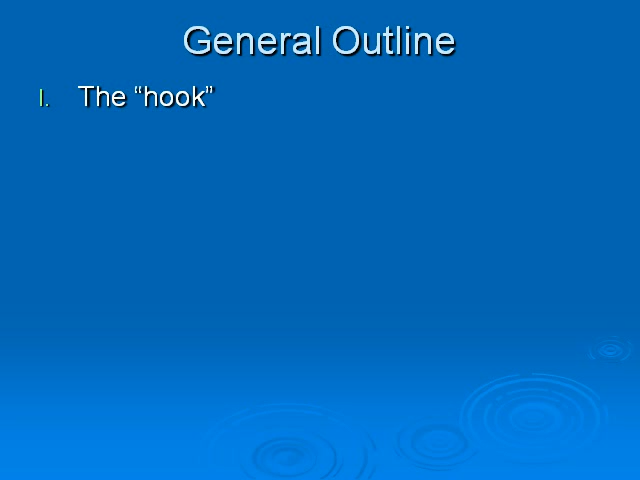 General Outline
I. The “hook”